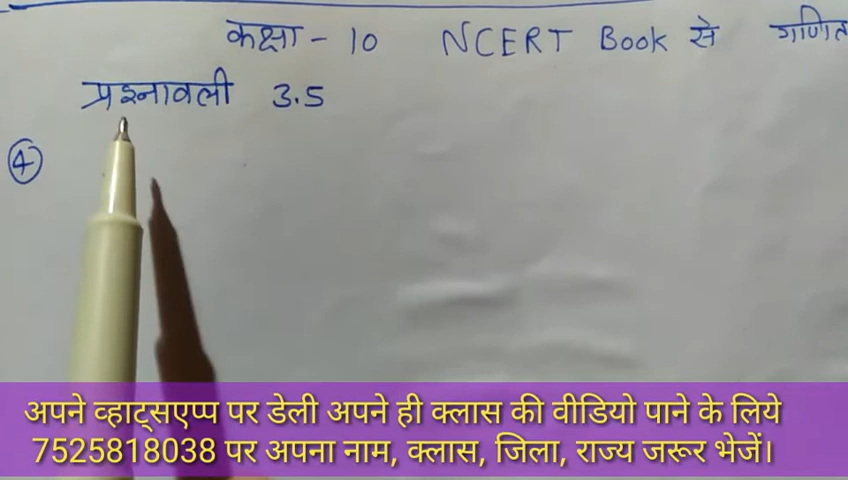 कक्षा - 10 NCERT Book से गणित
प्रश्नावली 3.5
④
अपने व्हाट्सएप्प पर डेली अपने ही क्लास की वीडियो पाने के लिये
7525818038 पर अपना नाम, क्लास, जिला, राज्य जरूर भेजें।